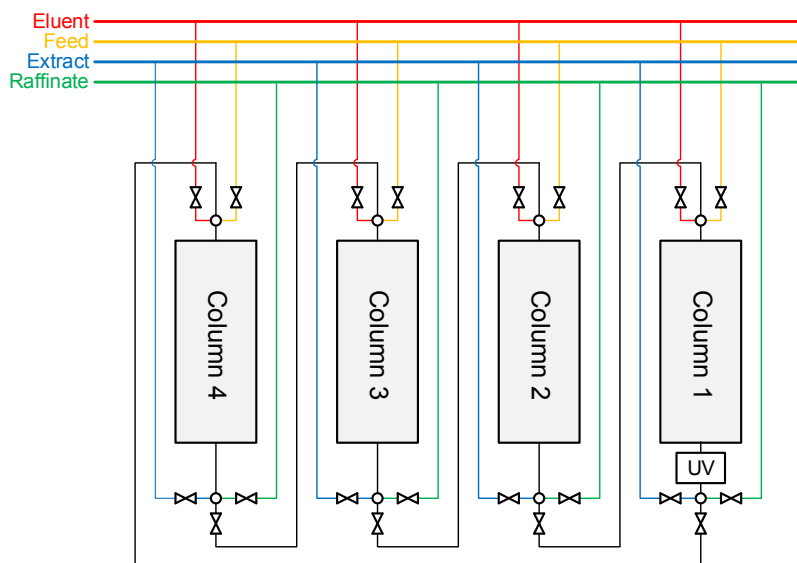 Eluent
Feed
Extract
Raffinate
Column 4
Column 3
Column 2
Column 1
UV